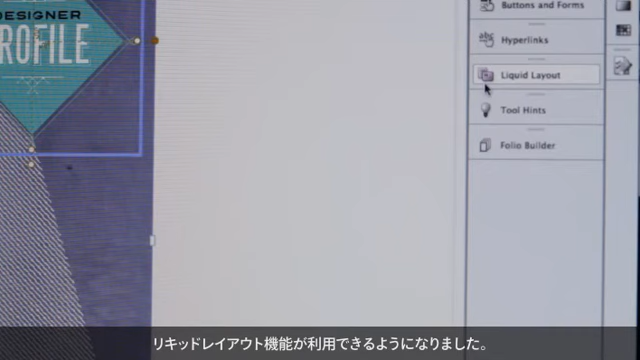 DESIGNER
ROFILE
Buttons and Forms
Hyperlinks
Liquid Layout
Tool Hints
Folio Builder
リキッドレイアウト機能が利用できるようになりました。